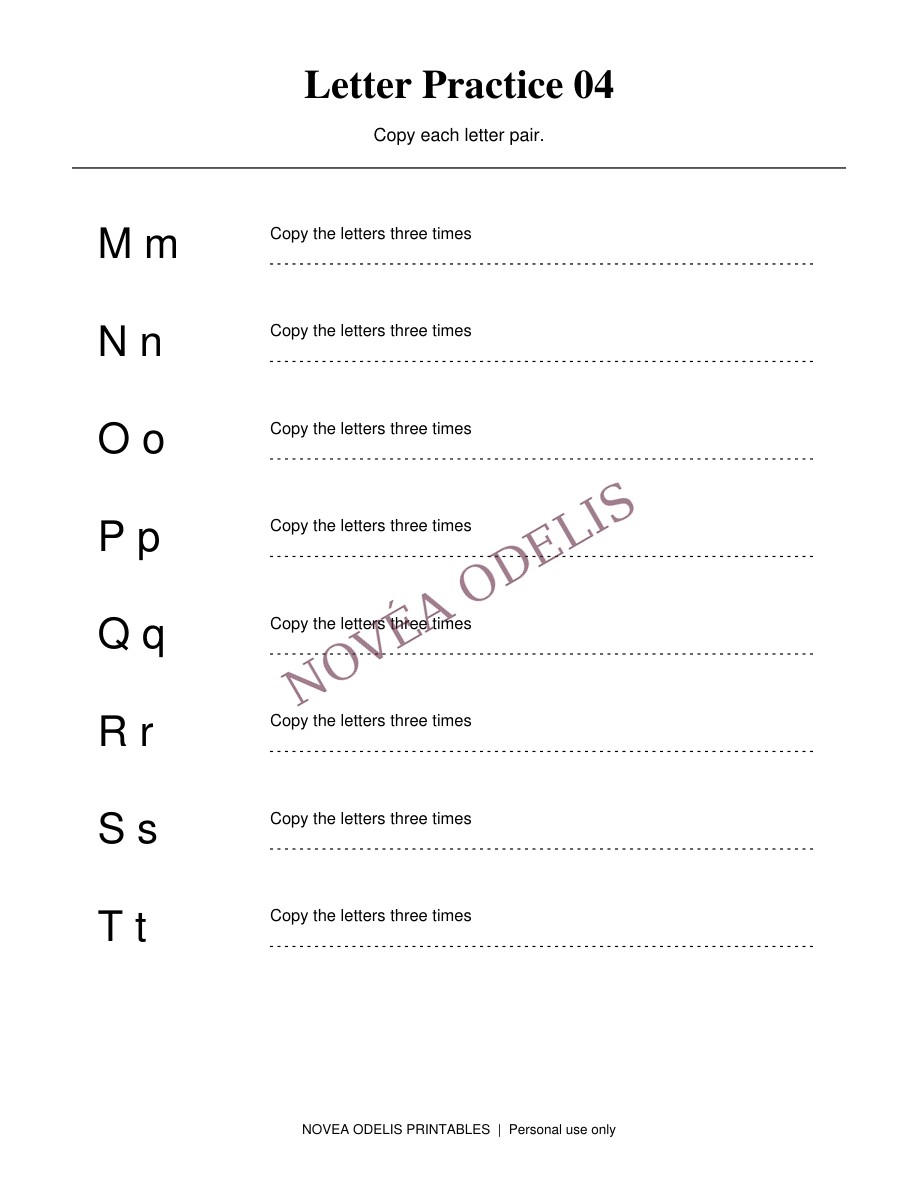 Letter Practice 04
Copy each letter pair.
M m
Copy the letters three times
N n
Copy the letters three times
O o
Copy the letters three times
P p
Copy the letters three times
Q q
Copy the letters three times
R r
Copy the letters three times
S s
Copy the letters three times
T t
Copy the letters three times
NOVÉA ODELIS
NOVEA ODELIS PRINTABLES | Personal use only